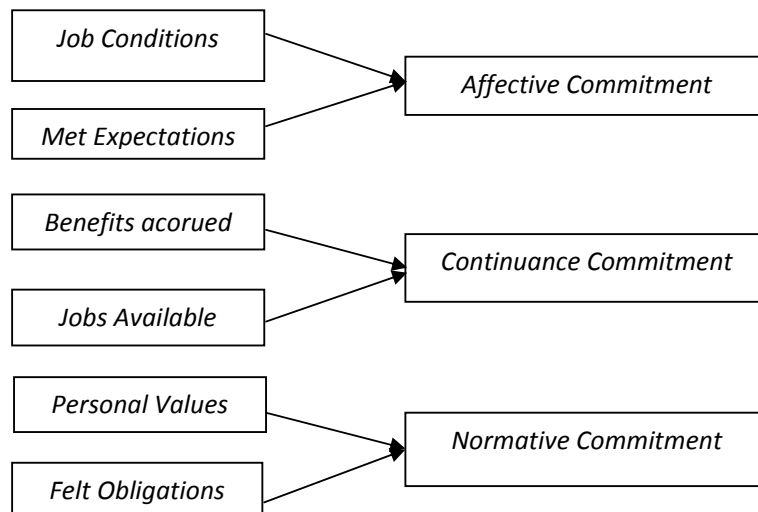 Job Conditions
Affective Commitment
Met Expectations
Benefits acorued
Continuance Commitment
Jobs Available
Personal Values
Normative Commitment
Felt Obligations